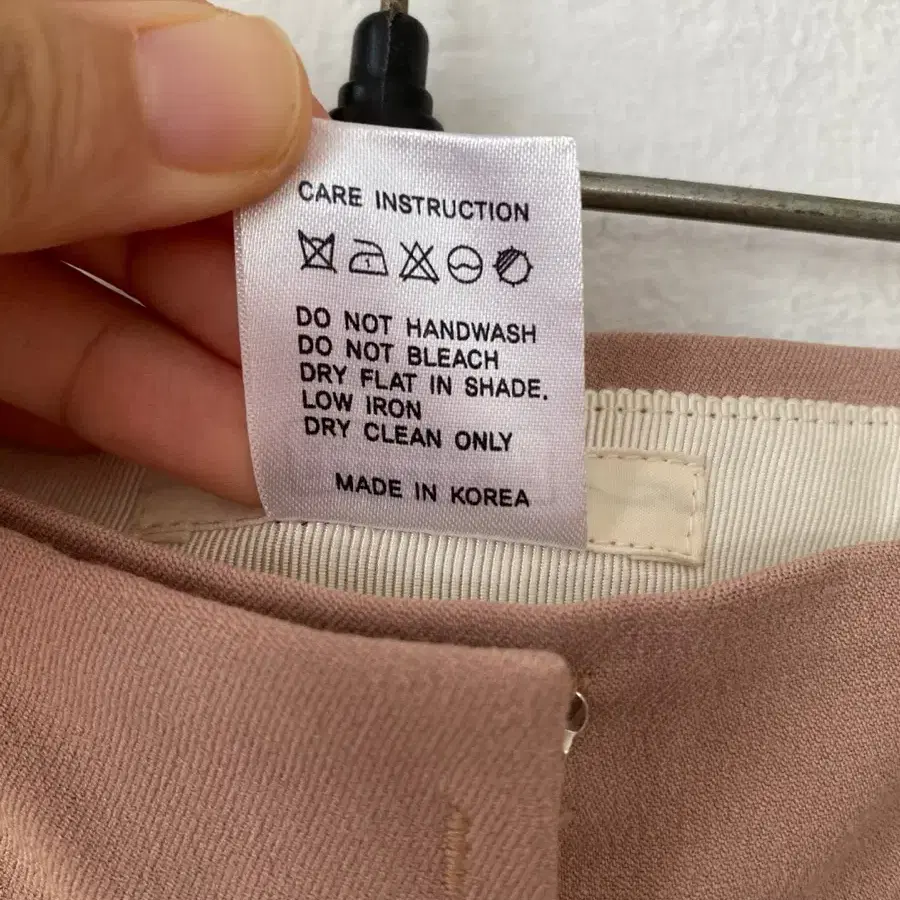 CARE INSTRUCTION
DO NOT HANDWASH
DO NOT BLEACH
DRY FLAT IN SHADE.
LOW IRON
DRY CLEAN ONLY
MADE IN KOREA